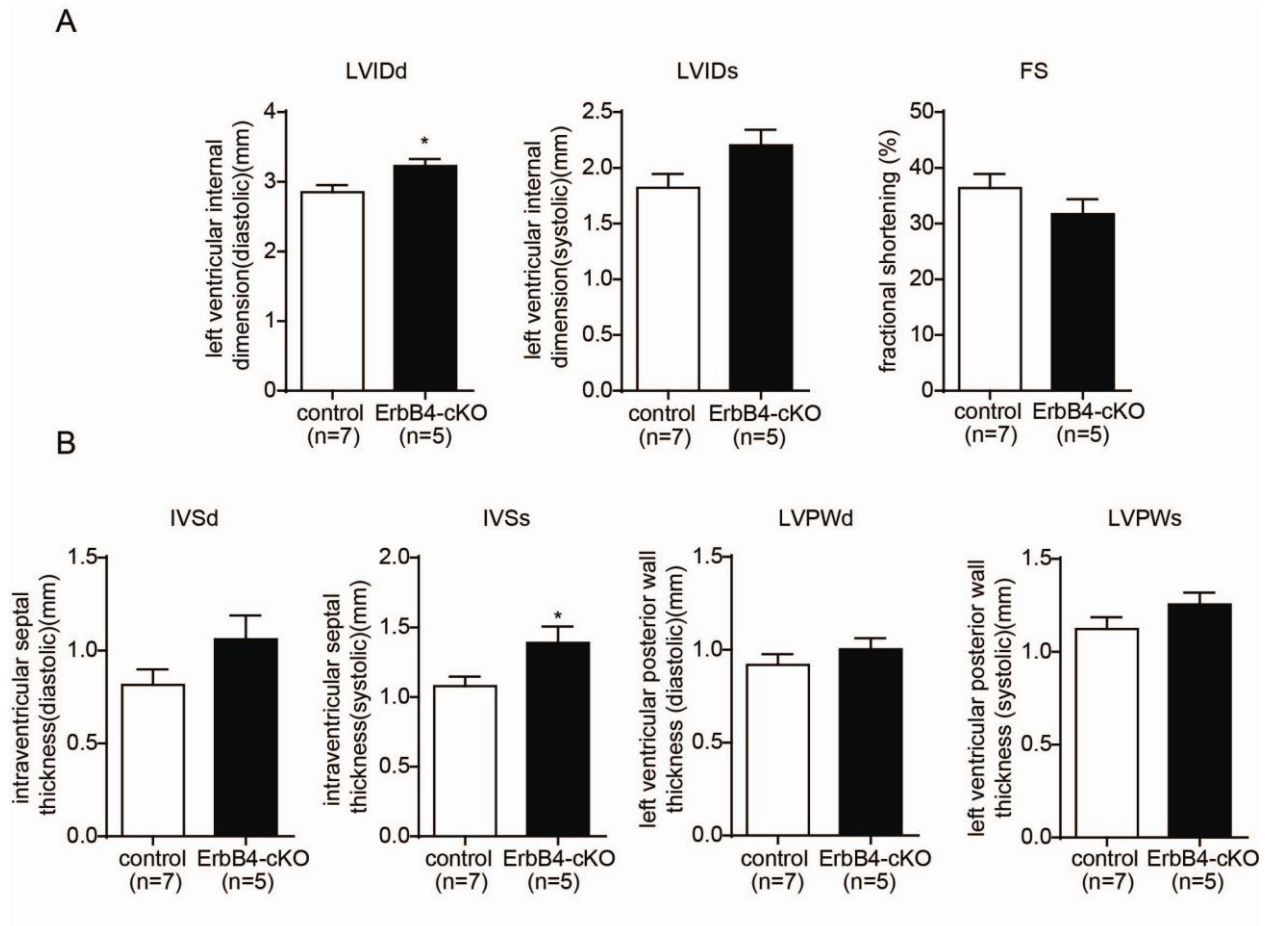 A
LVIDd
left ventricular internal
dimension(diastolic)(mm)
4
3
2
1
0
*
control
(n=7)
ErbB4-cKO
(n=5)
LVIDs
left ventricular internal
dimension(systolic)(mm)
2.5
2.0
1.5
1.0
0.5
0.0
control
(n=7)
ErbB4-cKO
(n=5)
FS
fractional shortening (%)
50
40
30
20
10
0
control
(n=7)
ErbB4-cKO
(n=5)
B
IVSd
intraventricular septal
thickness(diastolic)(mm)
1.5
1.0
0.5
0.0
control
(n=7)
ErbB4-cKO
(n=5)
IVSs
intraventricular septal
thickness(systolic)(mm)
2.0
1.5
1.0
0.5
0.0
*
control
(n=7)
ErbB4-cKO
(n=5)
LVPWd
left ventricular posterior wall
thickness (diastolic)(mm)
1.5
1.0
0.5
0.0
control
(n=7)
ErbB4-cKO
(n=5)
LVPWs
left ventricular posterior wall
thickness (systolic)(mm)
1.5
1.0
0.5
0.0
control
(n=7)
ErbB4-cKO
(n=5)